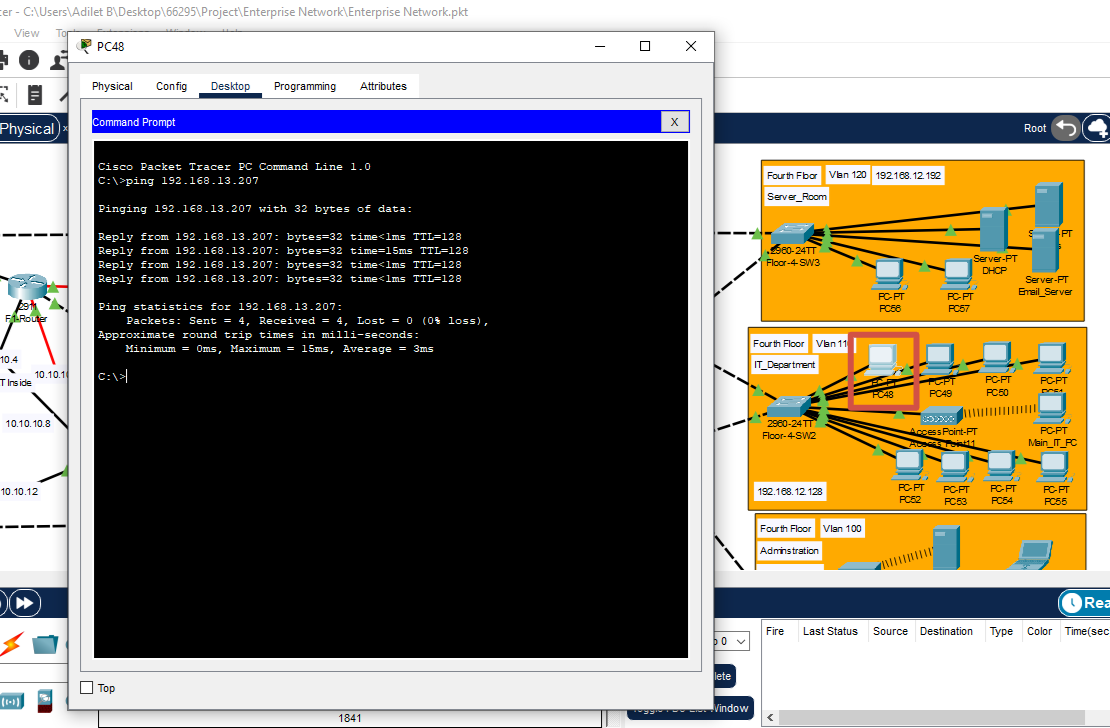 cer - C:\Users\Adilet B\Desktop\66295\Project\Enterprise Network\Enterprise Network.pkt
View
PC48
Physical Config Desktop Programming Attributes
Command Prompt
X
Cisco Packet Tracer PC Command Line 1.0
C:\>ping 192.168.13.207
Pinging 192.168.13.207 with 32 bytes of data:
Reply from 192.168.13.207: bytes=32 time<1ms TTL=128
Reply from 192.168.13.207: bytes=32 time=15ms TTL=128
Reply from 192.168.13.207: bytes=32 time<1ms TTL=128
Reply from 192.168.13.207: bytes=32 time<1ms TTL=128
Ping statistics for 192.168.13.207:
Packets: Sent = 4, Received = 4, Lost = 0 (0% loss),
Approximate round trip times in milli-seconds:
Minimum = 0ms, Maximum = 15ms, Average = 3ms
C:\>
Top
Physical
2911
F1-Router
10.4
10.10.10
T Inside
10.10.10.8
10.10.12
Root
Fourth Floor Vlan 120 192.168.12.192
Server_Room
2960-24TT
Floor-4-SW3
Server-PT
DHCP
Server-PT
Email_Server
PC-PT
PC56
PC-PT
PC57
Fourth Floor Vlan 110
IT_Department
PC-PT
PC48
PC-PT
PC49
PC-PT
PC50
PC-PT
PC51
2960-24TT
Floor-4-SW2
AccessPoint-PT
Access Point11
PC-PT
Main_IT_PC
PC-PT
PC52
PC-PT
PC53
PC-PT
PC54
PC-PT
PC55
192.168.12.128
Fourth Floor Vlan 100
Adminstration
Rea
Fire Last Status Source Destination Type Color Time(sec
0
lete
Toggle PDU List Window
1841